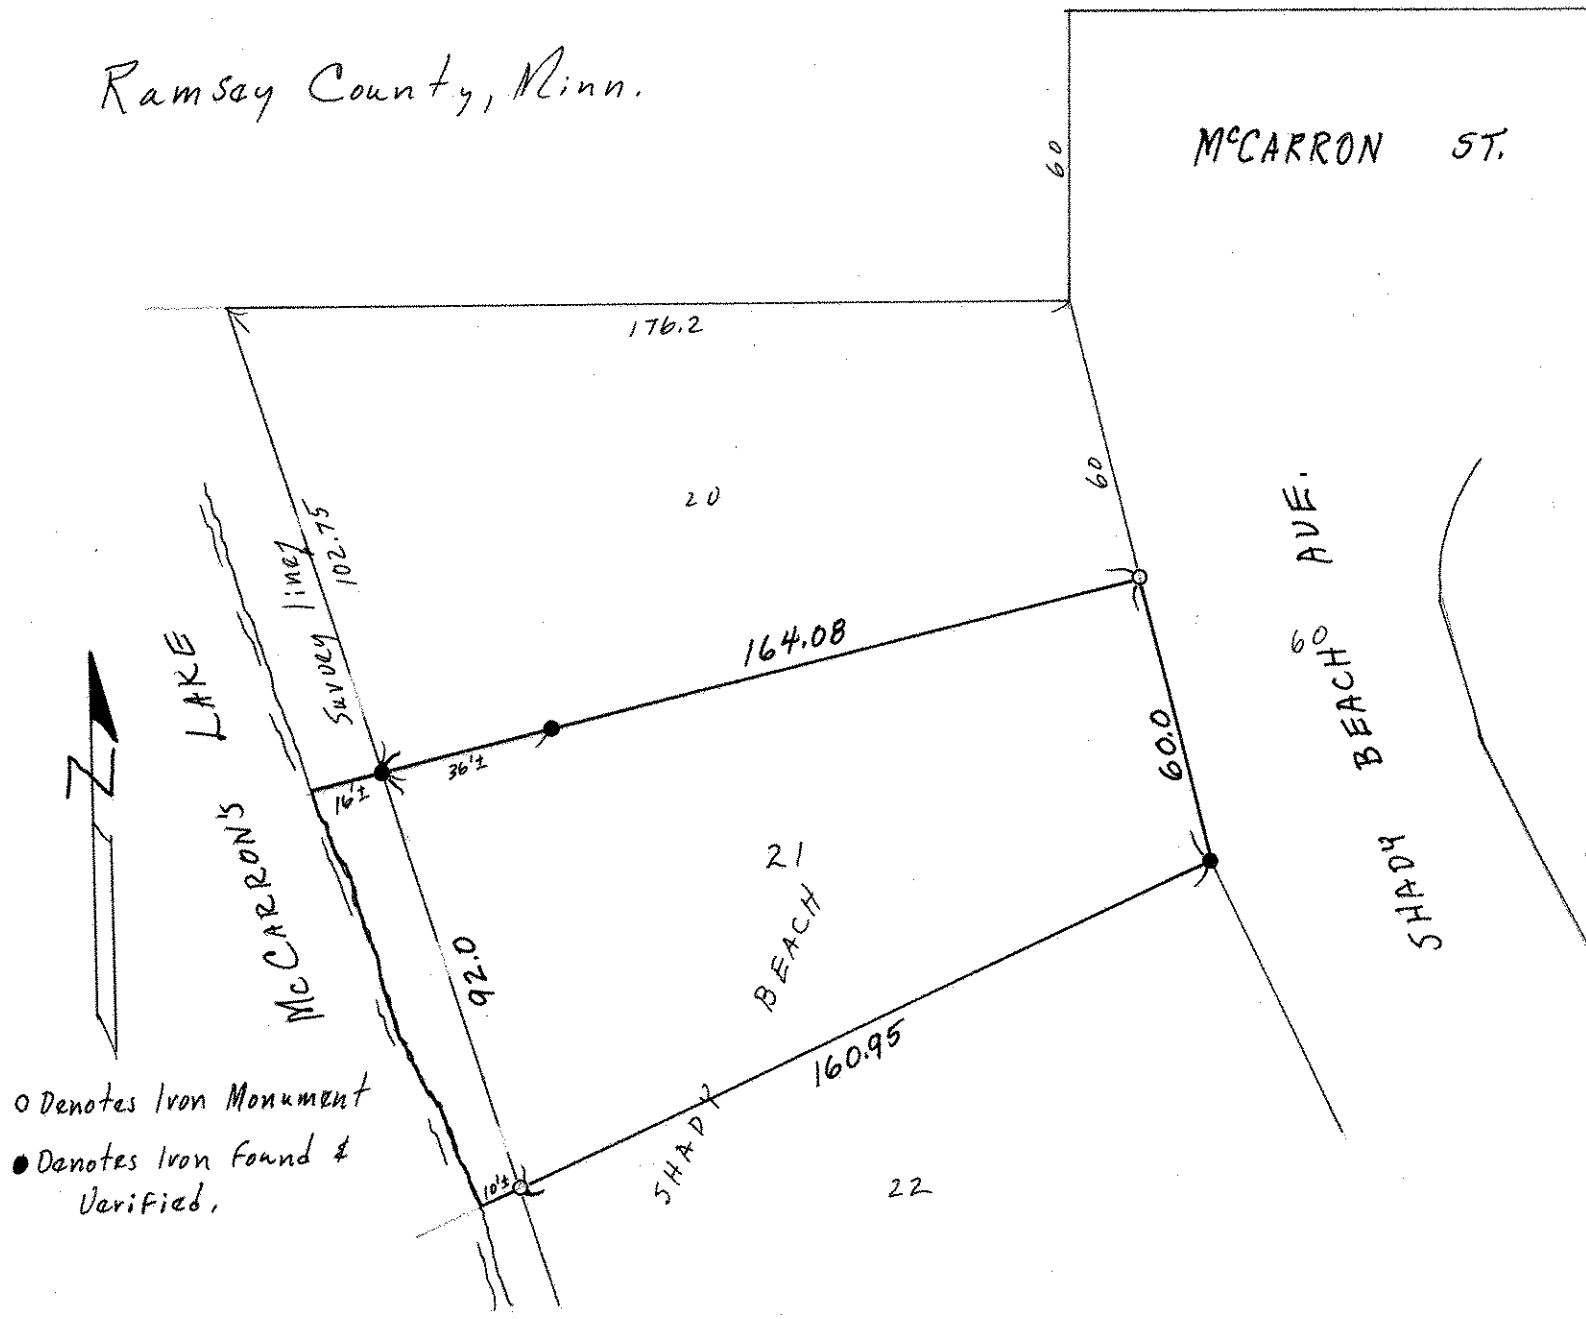 Ramsey County, Minn.
McCARRON ST.
60
176.2
60
20
Survey line
102.75
164.08
36'±
16'±
60.0
SHADY BEACH AVE.
60
McCARRON'S LAKE
N
21
92.0
SHADY BEACH
160.95
10'±
22
o Denotes Iron Monument
● Denotes Iron Found &
Verified.